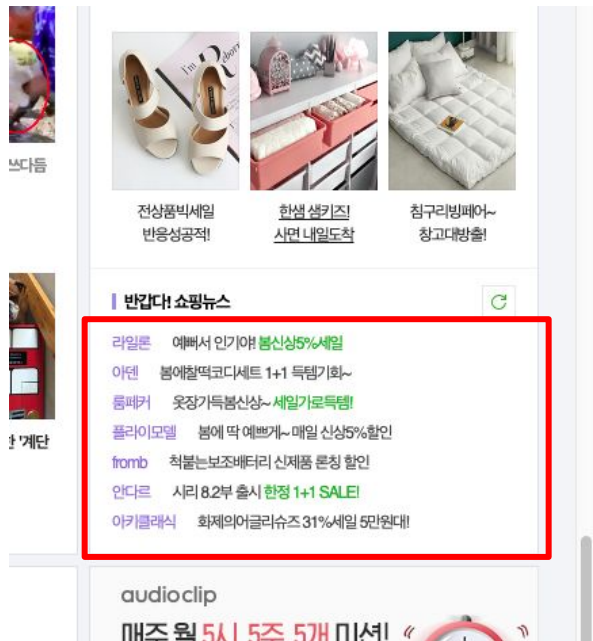 쓰다듬
전상품빅세일
반응성공적!
한샘 샘키즈!
사면 내일도착
침구리빙페어~
창고대방출!
반갑다! 쇼핑뉴스
라일론 예뻐서 인기야! 봄신상5%세일
아덴 봄에찰떡코디세트 1+1 득템기회~
룸페커 옷장가득봄신상~ 세일가로득템!
플라이모델 봄에 딱 예쁘게~ 매일 신상5%할인
fromb 척붙는보조배터리 신제품 론칭 할인
안다르 시리 8.2부 출시 한정 1+1 SALE!
아키클래식 화제의어글리슈즈 31%세일 5만원대!
한 '계단
audioclip
매주 월 5시 5주 5개 미션!